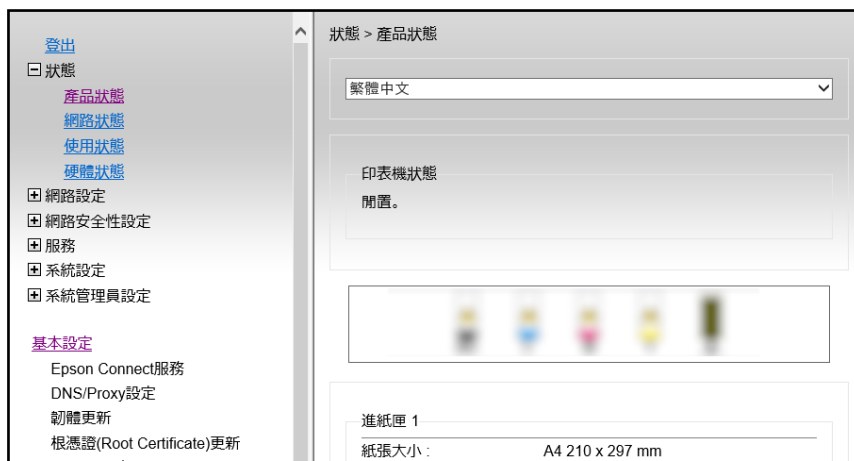 登出
狀態
產品狀態
網路狀態
使用狀態
硬體狀態
網路設定
網路安全性設定
服務
系統設定
系統管理員設定
基本設定
Epson Connect服務
DNS/Proxy設定
韌體更新
根憑證(Root Certificate)更新
狀態 > 產品狀態
繁體中文
印表機狀態
閒置。
進紙匣 1
紙張大小 : A4 210 x 297 mm